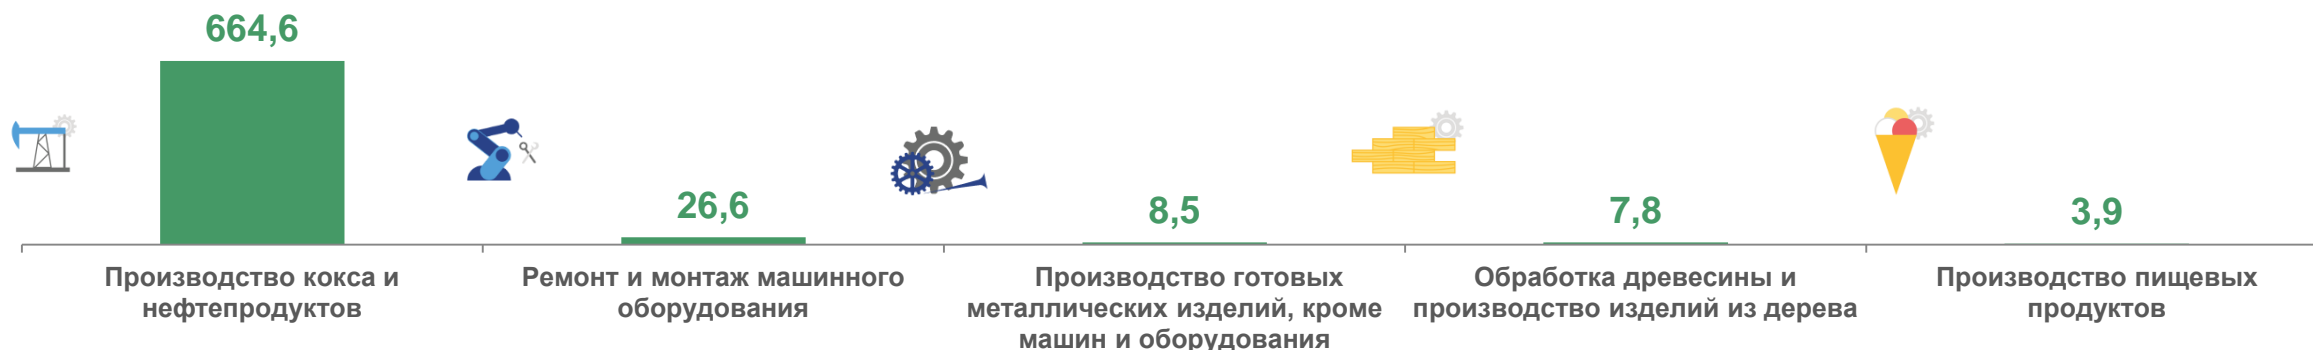 664,6
26,6
8,5
7,8
3,9
Производство кокса и
нефтепродуктов
Ремонт и монтаж машинного
оборудования
Производство готовых
металлических изделий, кроме
машин и оборудования
Обработка древесины и
производство изделий из дерева
Производство пищевых
продуктов